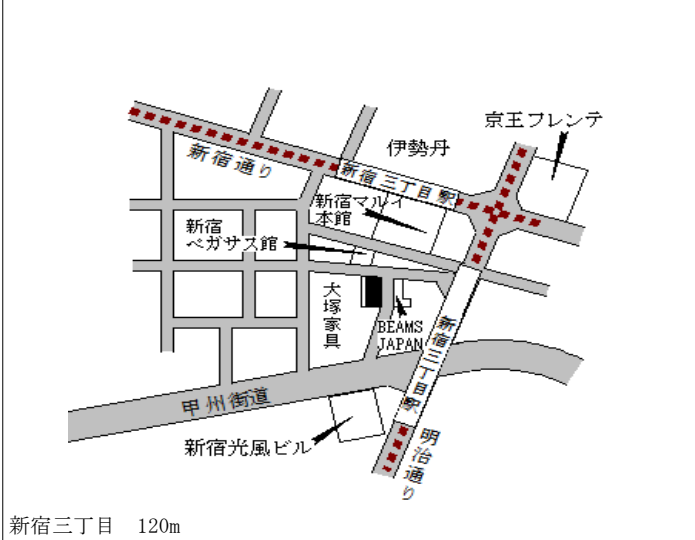 京王フレンテ
伊勢丹
新宿通り
新宿三丁目駅
新宿マルイ
本館
新宿
ペガサス館
大塚家具
BEAMS
JAPAN
新宿三丁目駅
甲州街道
新宿光風ビル
明治通り
新宿三丁目　120m